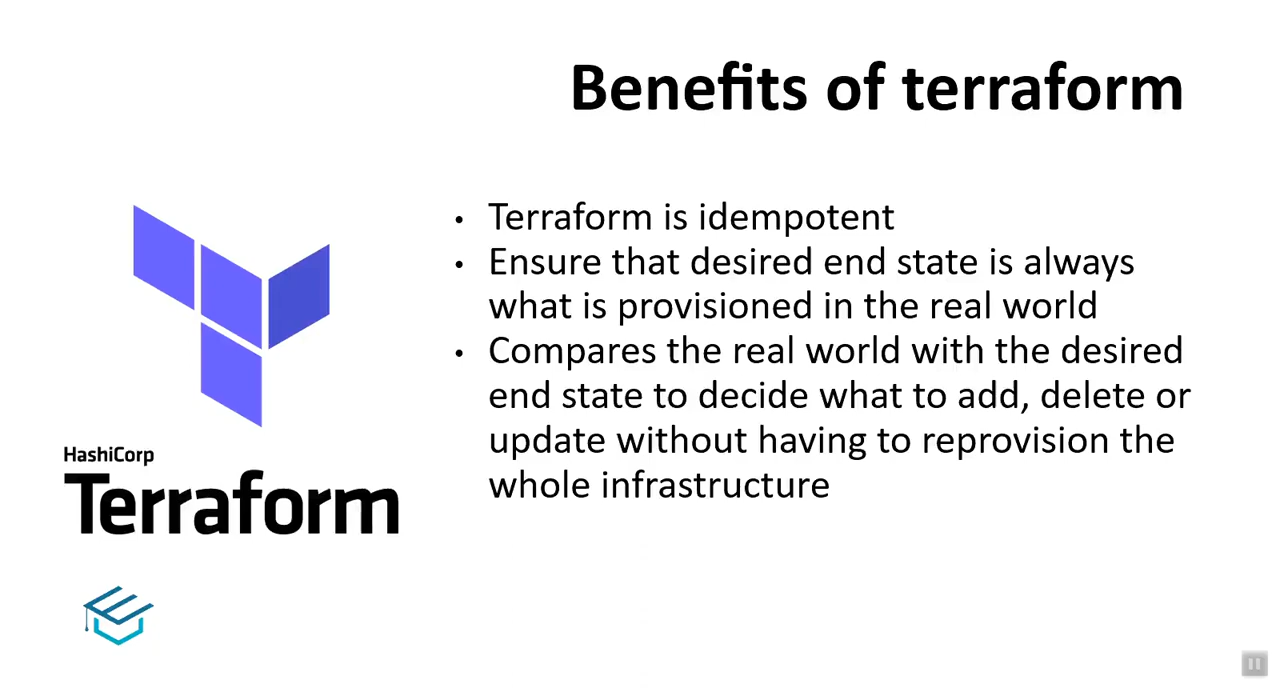 Benefits of terraform
• Terraform is idempotent
• Ensure that desired end state is always
what is provisioned in the real world
• Compares the real world with the desired
end state to decide what to add, delete or
update without having to reprovision the
whole infrastructure
HashiCorp
Terraform